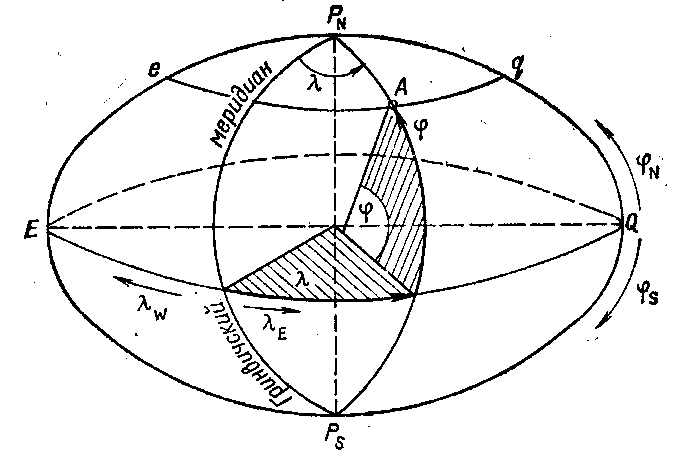 P_N
e
q
λ
A
меридиан
φ
φ_N
φ
E
Q
λ
λ_W
λ_E
φ_S
Гринвичский
P_S